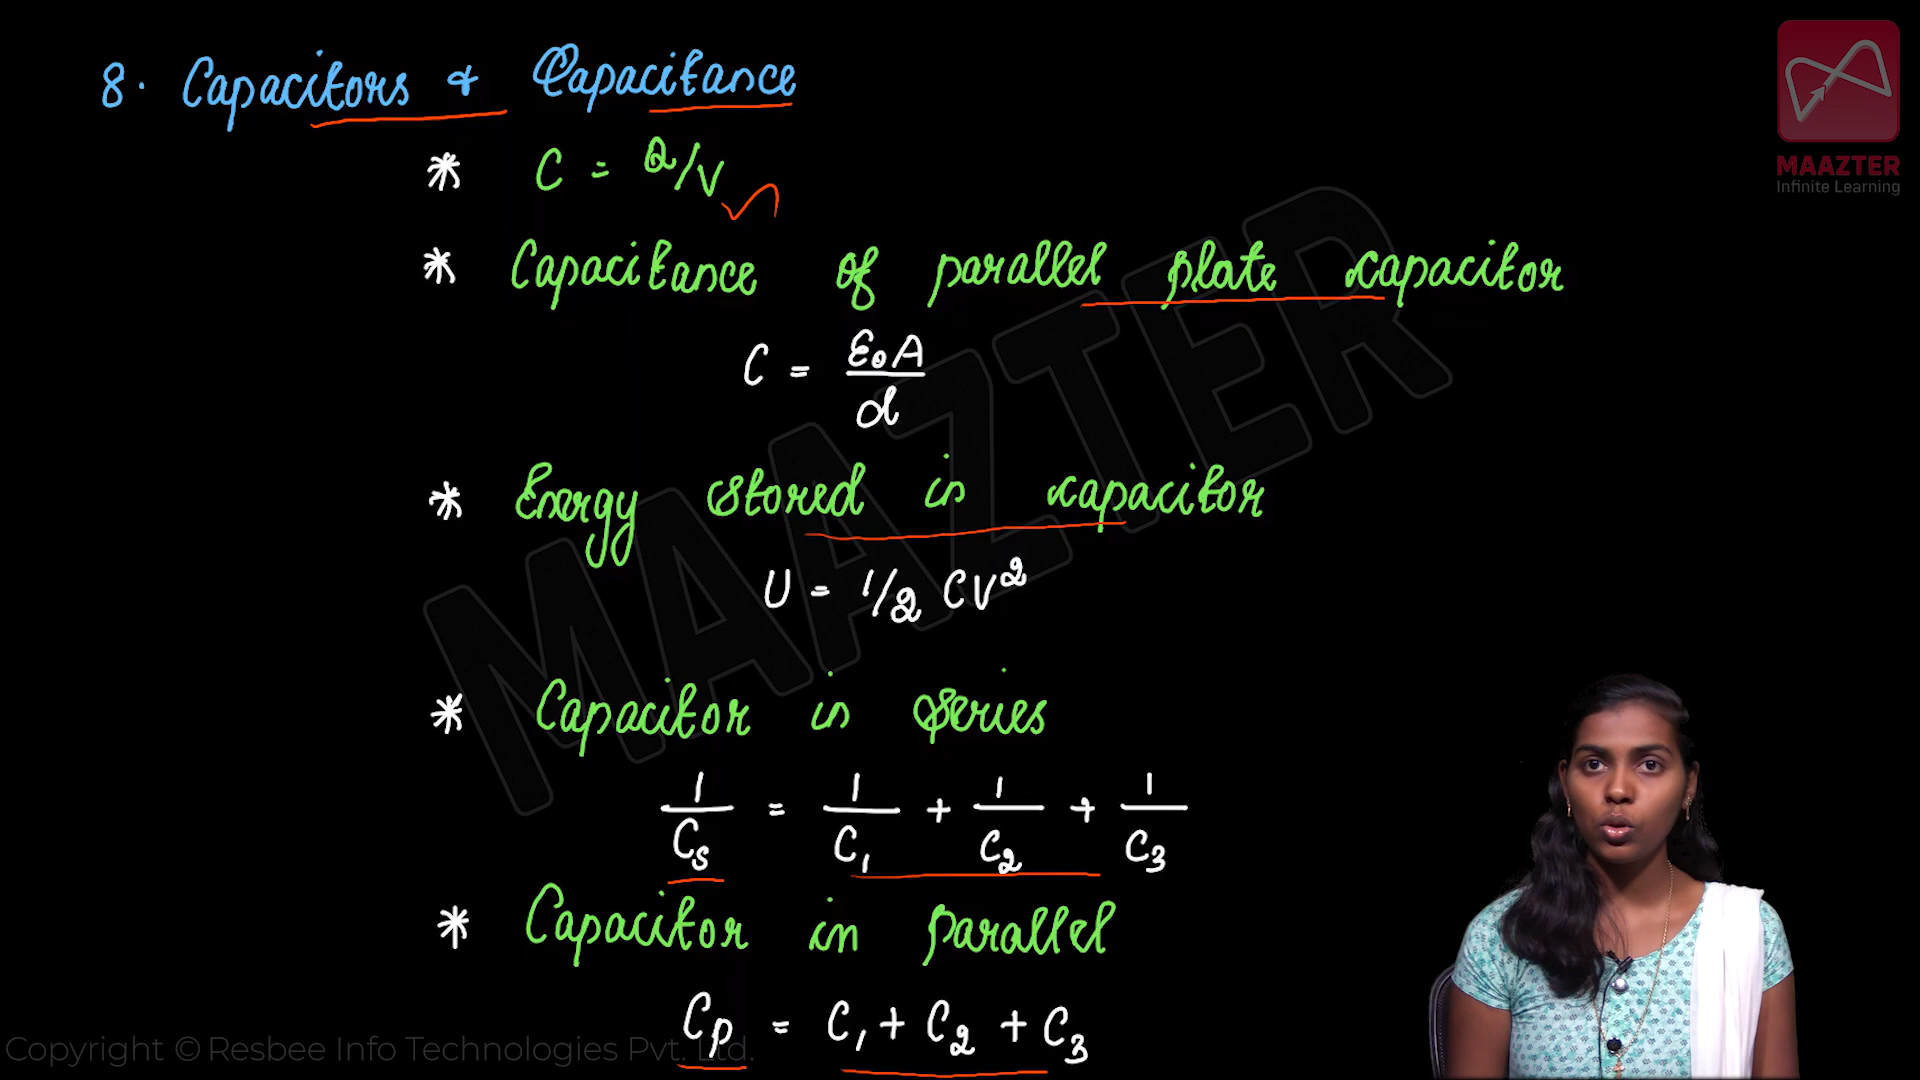 8. Capacitors & Capacitance
* C = Q/V
* Capacitance of parallel plate capacitor
C = ε₀A / d
* Energy stored in capacitor
U = 1/2 CV²
* Capacitor in series
1/Cs = 1/C₁ + 1/C₂ + 1/C₃
* Capacitor in parallel
Cp = C₁ + C₂ + C₃
MAAZTER
Infinite Learning
MAAZTER
Copyright © Resbee Info Technologies Pvt. Ltd.